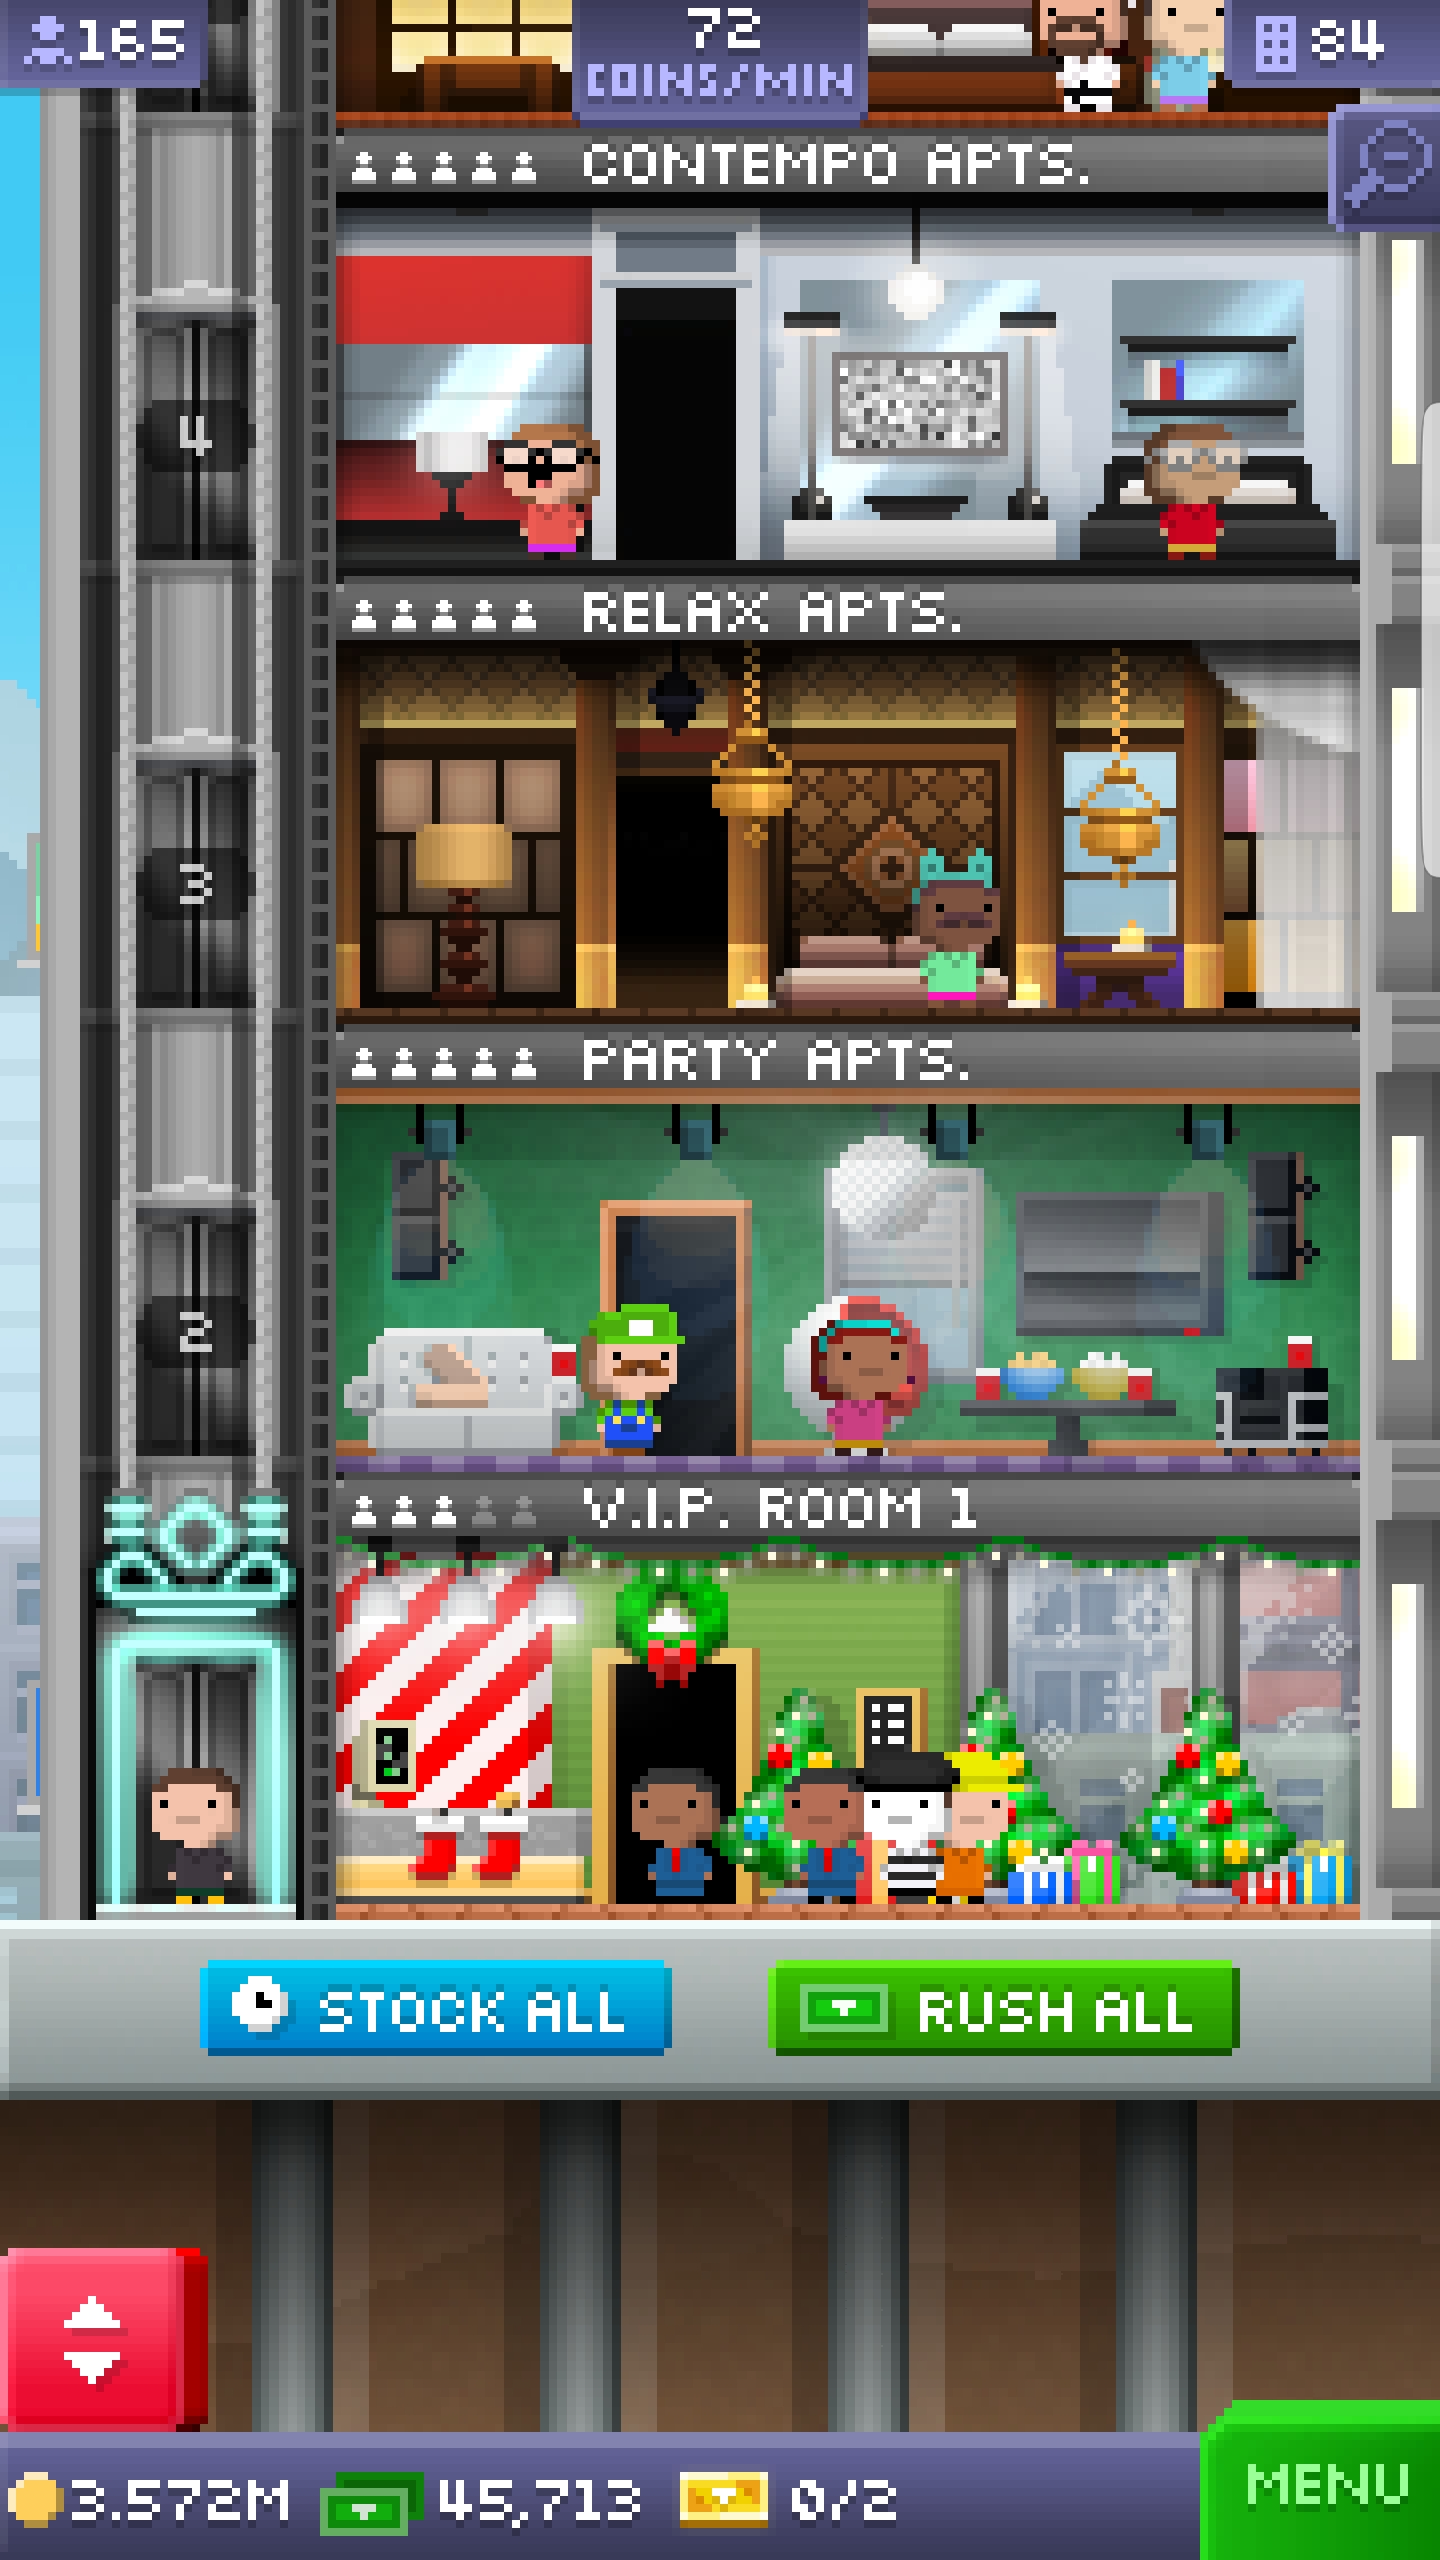 165
72
COINS/MIN
84
CONTEMPO APTS.
4
RELAX APTS.
3
PARTY APTS.
2
V.I.P. ROOM 1
STOCK ALL
RUSH ALL
3.572M
45,713
0/2
MENU